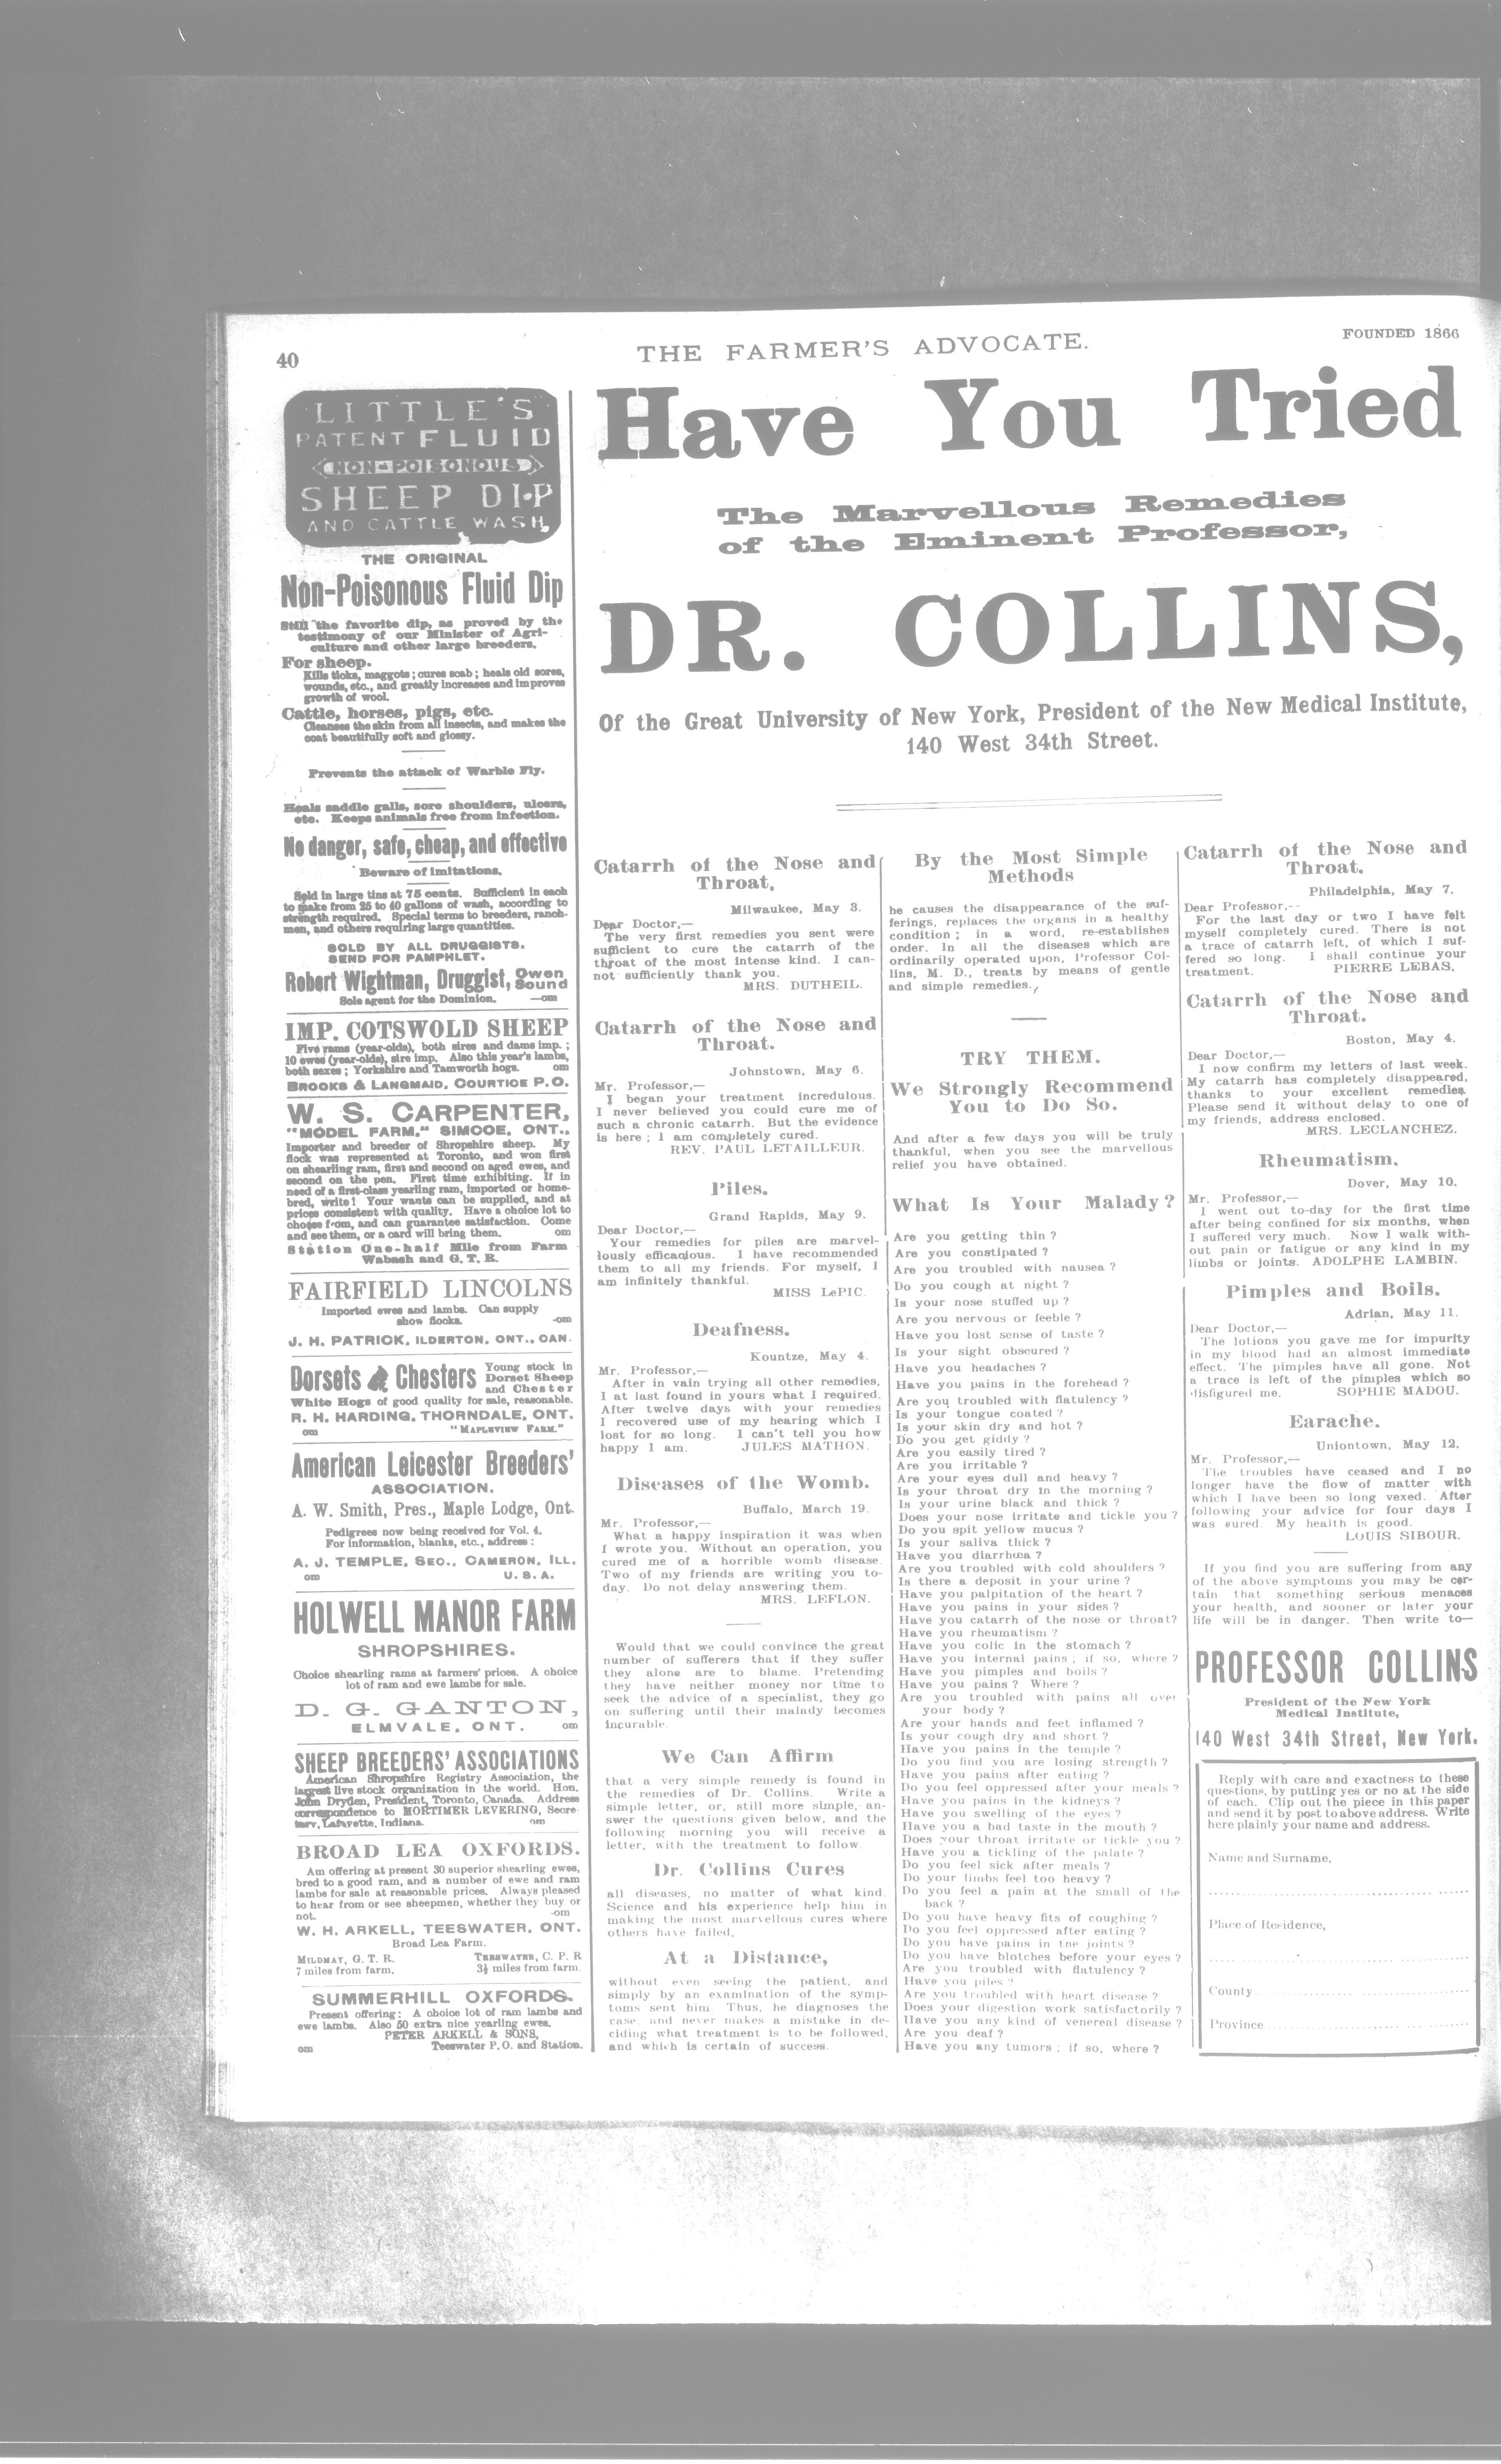 40
THE FARMER'S ADVOCATE.
FOUNDED 1866
LITTLE'S
PATENT FLUID
NON-POISONOUS
SHEEP DIP
AND CATTLE WASH.
THE ORIGINAL
Non-Poisonous Fluid Dip
Still the favorite dip, as proved by the
testimony of our Minister of Agri-
culture and other large breeders.
For sheep.
Kills ticks, maggots; cures scab; heals old sores,
wounds, etc., and greatly increases and improves
growth of wool.
Cattle, horses, pigs, etc.
Cleanses the skin from all insects, and makes the
coat beautifully soft and glossy.
Prevents the attack of Warble Fly.
Heals saddle galls, sore shoulders, ulcers,
etc. Keeps animals free from infection.
No danger, safe, cheap, and effective
Beware of imitations.
Sold in large tins at 75 cents. Sufficient in each
to make from 25 to 40 gallons of wash, according to
strength required. Special terms to breeders, ranch-
men, and others requiring large quantities.
SOLD BY ALL DRUGGISTS.
SEND FOR PAMPHLET.
Robert Wightman, Druggist, Owen Sound
Sole agent for the Dominion. —om
IMP. COTSWOLD SHEEP
Five rams (year-olds), both sires and dams imp.;
10 ewes (year-olds), sire imp. Also this year's lambs,
both sexes; Yorkshire and Tamworth hogs. om
BROOKS & LANGMAID, COURTICE P.O.
W. S. CARPENTER,
"MODEL FARM," SIMCOE, ONT.,
Importer and breeder of Shropshire sheep. My
flock was represented at Toronto, and won first
on shearling ram, first and second on aged ewes, and
second on the pen. First time exhibiting. If in
need of a first-class yearling ram, imported or home-
bred, write! Your wants can be supplied, and at
prices consistent with quality. Have a choice lot to
choose from, and can guarantee satisfaction. Come
and see them, or a card will bring them. om
Station One-half Mile from Farm
Wabash and G. T. R.
FAIRFIELD LINCOLNS
Imported ewes and lambs. Can supply
show flocks. -om
J. H. PATRICK, ILDERTON, ONT., CAN.
Dorsets & Chesters Young stock in
Dorset Sheep
and Chester
White Hogs of good quality for sale, reasonable.
R. H. HARDING, THORNDALE, ONT.
om "MAPLEVIEW FARM."
American Leicester Breeders'
ASSOCIATION.
A. W. Smith, Pres., Maple Lodge, Ont.
Pedigrees now being received for Vol. 4.
For information, blanks, etc., address:
A. J. TEMPLE, SEC., CAMERON, ILL.
om U. S. A.
HOLWELL MANOR FARM
SHROPSHIRES.
Choice shearling rams at farmers' prices. A choice
lot of ram and ewe lambs for sale.
D. G. GANTON,
ELMVALE, ONT. om
SHEEP BREEDERS' ASSOCIATIONS
American Shropshire Registry Association, the
largest live stock organization in the world. Hon.
John Dryden, President, Toronto, Canada. Address
correspondence to MORTIMER LEVERING, Secre-
tary, Lafayette, Indiana. om
BROAD LEA OXFORDS.
Am offering at present 30 superior shearling ewes,
bred to a good ram, and a number of ewe and ram
lambs for sale at reasonable prices. Always pleased
to hear from or see sheepmen, whether they buy or
not. -om
W. H. ARKELL, TEESWATER, ONT.
Broad Lea Farm.
MILDMAY, G. T. R. TEESWATER, C. P. R
7 miles from farm. 3½ miles from farm.
SUMMERHILL OXFORDS.
Present offering: A choice lot of ram lambs and
ewe lambs. Also 50 extra nice yearling ewes.
PETER ARKELL & SONS,
om Teeswater P.O. and Station.
Have You Tried
The Marvellous Remedies
of the Eminent Professor,
DR. COLLINS,
Of the Great University of New York, President of the New Medical Institute,
140 West 34th Street.
Catarrh of the Nose and
Throat.
Milwaukee, May 3.
Dear Doctor,—
The very first remedies you sent were
sufficient to cure the catarrh of the
throat of the most intense kind. I can-
not sufficiently thank you.
MRS. DUTHEIL.
Catarrh of the Nose and
Throat.
Johnstown, May 6.
Mr. Professor,—
I began your treatment incredulous.
I never believed you could cure me of
such a chronic catarrh. But the evidence
is here; I am completely cured.
REV. PAUL LETAILLEUR.
Piles.
Grand Rapids, May 9.
Dear Doctor,—
Your remedies for piles are marvel-
lously efficacious. I have recommended
them to all my friends. For myself, I
am infinitely thankful.
MISS LePIC.
Deafness.
Kountze, May 4.
Mr. Professor,—
After in vain trying all other remedies,
I at last found in yours what I required.
After twelve days with your remedies
I recovered use of my hearing which I
lost for so long. I can't tell you how
happy I am. JULES MATHON.
Diseases of the Womb.
Buffalo, March 19.
Mr. Professor,—
What a happy inspiration it was when
I wrote you. Without an operation, you
cured me of a horrible womb disease.
Two of my friends are writing you to-
day. Do not delay answering them.
MRS. LEFLON.
Would that we could convince the great
number of sufferers that if they suffer
they alone are to blame. Pretending
they have neither money nor time to
seek the advice of a specialist, they go
on suffering until their malady becomes
incurable.
We Can Affirm
that a very simple remedy is found in
the remedies of Dr. Collins. Write a
simple letter, or, still more simple, an-
swer the questions given below, and the
following morning you will receive a
letter, with the treatment to follow.
Dr. Collins Cures
all diseases, no matter of what kind.
Science and his experience help him in
making the most marvellous cures where
others have failed,
At a Distance,
without even seeing the patient, and
simply by an examination of the symp-
toms sent him. Thus, he diagnoses the
case and never makes a mistake in de-
ciding what treatment is to be followed,
and which is certain of success.
By the Most Simple
Methods
he causes the disappearance of the suf-
ferings, replaces the organs in a healthy
condition; in a word, re-establishes
order. In all the diseases which are
ordinarily operated upon, Professor Col-
lins, M. D., treats by means of gentle
and simple remedies.
TRY THEM.
We Strongly Recommend
You to Do So.
And after a few days you will be truly
thankful, when you see the marvellous
relief you have obtained.
What Is Your Malady?
Are you getting thin?
Are you constipated?
Are you troubled with nausea?
Do you cough at night?
Is your nose stuffed up?
Are you nervous or feeble?
Have you lost sense of taste?
Is your sight obscured?
Have you headaches?
Have you pains in the forehead?
Are you troubled with flatulency?
Is your tongue coated?
Is your skin dry and hot?
Do you get giddy?
Are you easily tired?
Are you irritable?
Are your eyes dull and heavy?
Is your throat dry in the morning?
Is your urine black and thick?
Does your nose irritate and tickle you?
Do you spit yellow mucus?
Is your saliva thick?
Have you diarrhœa?
Are you troubled with cold shoulders?
Is there a deposit in your urine?
Have you palpitation of the heart?
Have you pains in your sides?
Have you catarrh of the nose or throat?
Have you rheumatism?
Have you colic in the stomach?
Have you internal pains; if so, where?
Have you pimples and boils?
Have you pains? Where?
Are you troubled with pains all over
your body?
Are your hands and feet inflamed?
Is your cough dry and short?
Have you pains in the temple?
Do you find you are losing strength?
Have you pains after eating?
Do you feel oppressed after your meals?
Have you pains in the kidneys?
Have you swelling of the eyes?
Have you a bad taste in the mouth?
Does your throat irritate or tickle you?
Have you a tickling of the palate?
Do you feel sick after meals?
Do your limbs feel too heavy?
Do you feel a pain at the small of the
back?
Do you have heavy fits of coughing?
Do you feel oppressed after eating?
Do you have pains in the joints?
Do you have blotches before your eyes?
Are you troubled with flatulency?
Have you piles?
Are you troubled with heart disease?
Does your digestion work satisfactorily?
Have you any kind of venereal disease?
Are you deaf?
Have you any tumors; if so, where?
Catarrh of the Nose and
Throat.
Philadelphia, May 7.
Dear Professor,--
For the last day or two I have felt
myself completely cured. There is not
a trace of catarrh left, of which I suf-
fered so long. I shall continue your
treatment. PIERRE LEBAS.
Catarrh of the Nose and
Throat.
Boston, May 4.
Dear Doctor,—
I now confirm my letters of last week.
My catarrh has completely disappeared,
thanks to your excellent remedies.
Please send it without delay to one of
my friends, address enclosed.
MRS. LECLANCHEZ.
Rheumatism.
Dover, May 10.
Mr. Professor,—
I went out to-day for the first time
after being confined for six months, when
I suffered very much. Now I walk with-
out pain or fatigue or any kind in my
limbs or joints. ADOLPHE LAMBIN.
Pimples and Boils.
Adrian, May 11.
Dear Doctor,—
The lotions you gave me for impurity
in my blood had an almost immediate
effect. The pimples have all gone. Not
a trace is left of the pimples which so
disfigured me. SOPHIE MADOU.
Earache.
Uniontown, May 12.
Mr. Professor,—
The troubles have ceased and I no
longer have the flow of matter with
which I have been so long vexed. After
following your advice for four days I
was cured. My health is good.
LOUIS SIBOUR.
If you find you are suffering from any
of the above symptoms you may be cer-
tain that something serious menaces
your health, and sooner or later your
life will be in danger. Then write to—
PROFESSOR COLLINS
President of the New York
Medical Institute,
140 West 34th Street, New York.
Reply with care and exactness to these
questions, by putting yes or no at the side
of each. Clip out the piece in this paper
and send it by post to above address. Write
here plainly your name and address.
Name and Surname,
Place of Residence,
County
Province